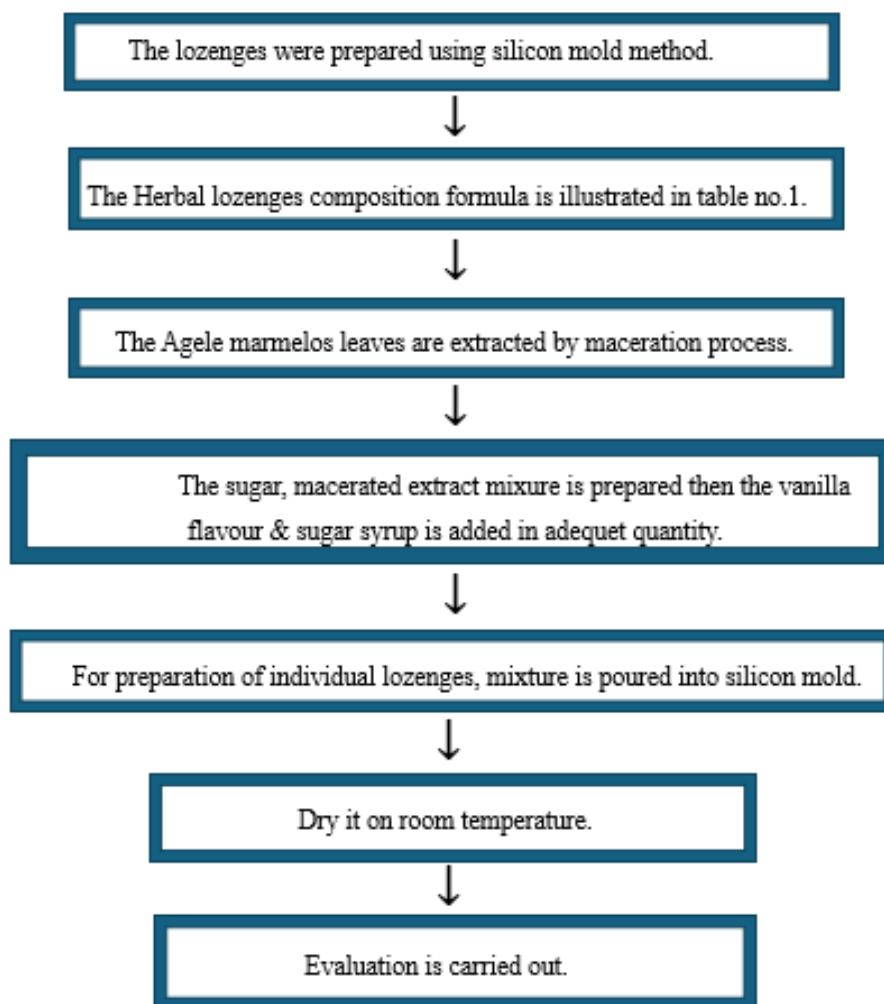 The lozenges were prepared using silicon mold method.
The Herbal lozenges composition formula is illustrated in table no.1.
The Agele marmelos leaves are extracted by maceration process.
The sugar, macerated extract mixure is prepared then the vanilla
flavour & sugar syrup is added in adequet quantity.
For preparation of individual lozenges, mixture is poured into silicon mold.
Dry it on room temperature.
Evaluation is carried out.